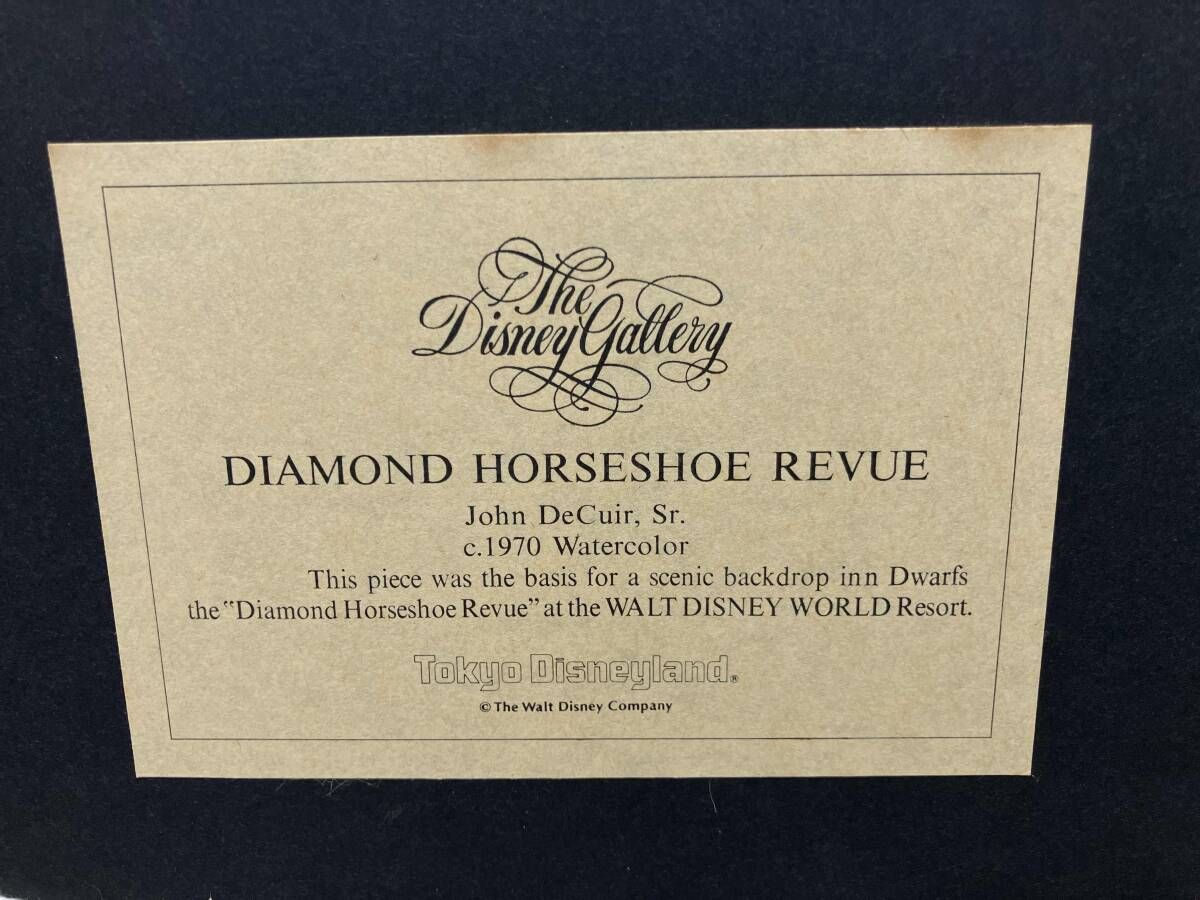 The
Disney Gallery
DIAMOND HORSESHOE REVUE
John DeCuir, Sr.
c.1970 Watercolor
This piece was the basis for a scenic backdrop inn Dwarfs
the "Diamond Horseshoe Revue" at the WALT DISNEY WORLD Resort.
Tokyo Disneyland®
© The Walt Disney Company